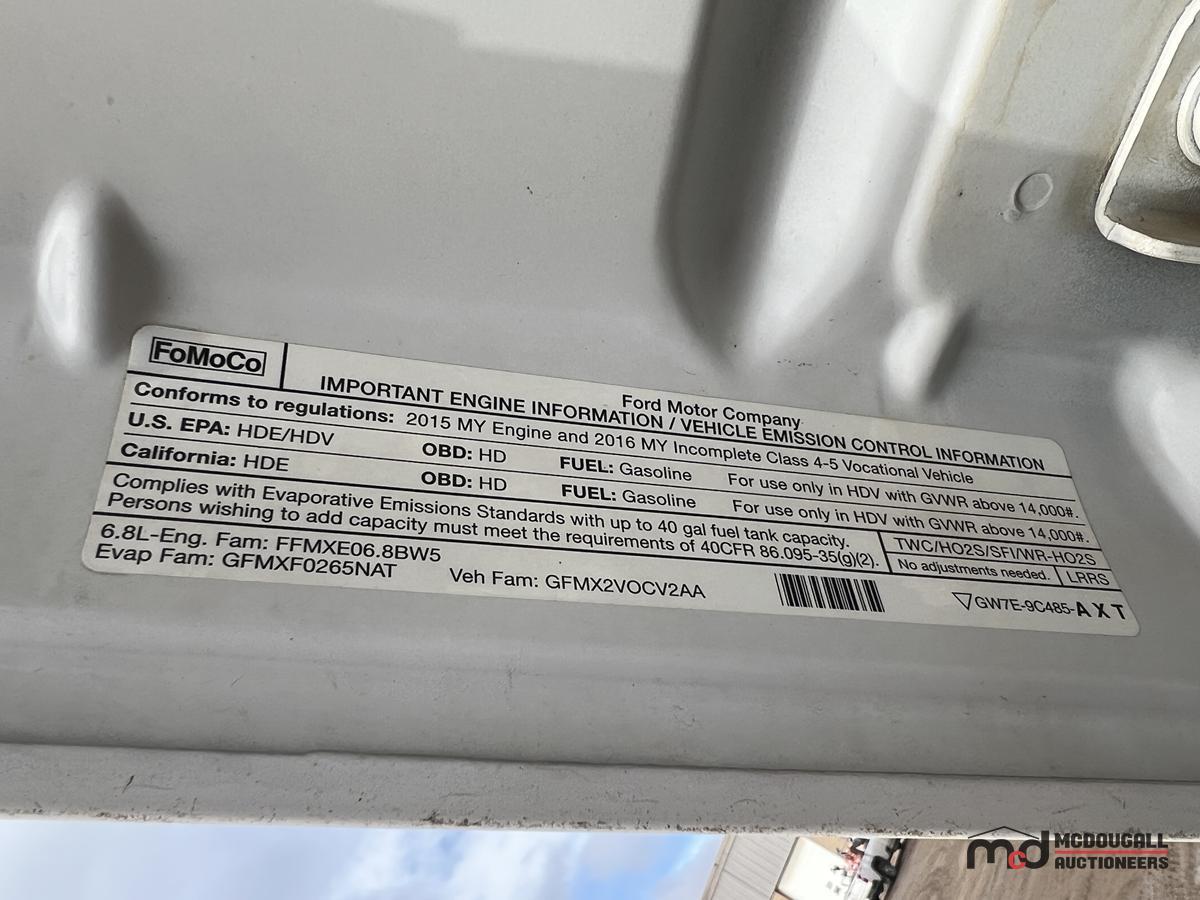 FoMoCo
Ford Motor Company
IMPORTANT ENGINE INFORMATION / VEHICLE EMISSION CONTROL INFORMATION
Conforms to regulations: 2015 MY Engine and 2016 MY Incomplete Class 4-5 Vocational Vehicle
U.S. EPA: HDE/HDV OBD: HD FUEL: Gasoline For use only in HDV with GVWR above 14,000#.
California: HDE OBD: HD FUEL: Gasoline For use only in HDV with GVWR above 14,000#.
Complies with Evaporative Emissions Standards with up to 40 gal fuel tank capacity.
Persons wishing to add capacity must meet the requirements of 40CFR 86.095-35(g)(2).
TWC/HO2S/SFI/WR-HO2S
No adjustments needed. LRRS
6.8L-Eng. Fam: FFMXE06.8BW5
Evap Fam: GFMXF0265NAT Veh Fam: GFMX2VOCV2AA
GW7E-9C485-AXT
mcd MCDOUGALL
AUCTIONEERS